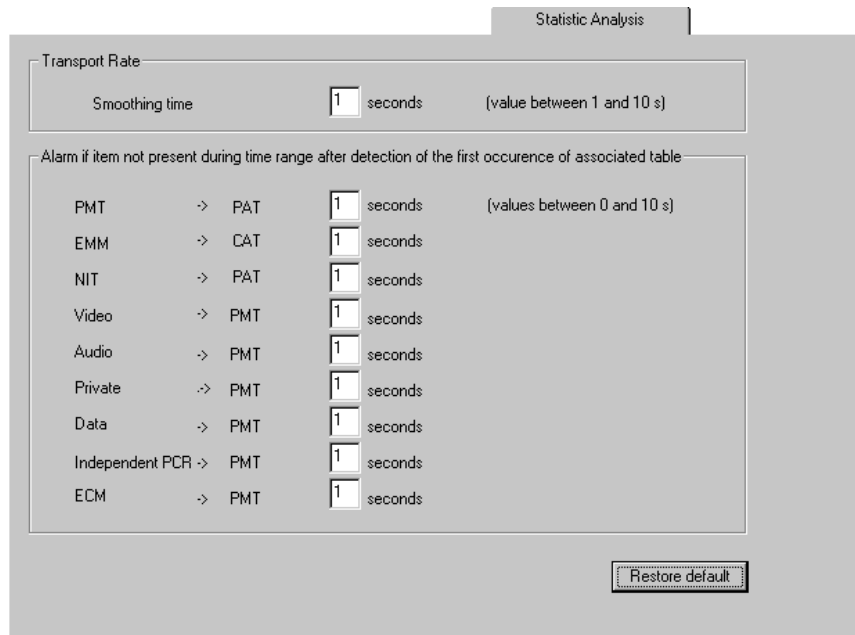 Statistic Analysis
Transport Rate
Smoothing time 1 seconds (value between 1 and 10 s)
Alarm if item not present during time range after detection of the first occurence of associated table
PMT -> PAT 1 seconds (values between 0 and 10 s)
EMM -> CAT 1 seconds
NIT -> PAT 1 seconds
Video -> PMT 1 seconds
Audio -> PMT 1 seconds
Private .-> PMT 1 seconds
Data -> PMT 1 seconds
Independent PCR -> PMT 1 seconds
ECM -> PMT 1 seconds
Restore default